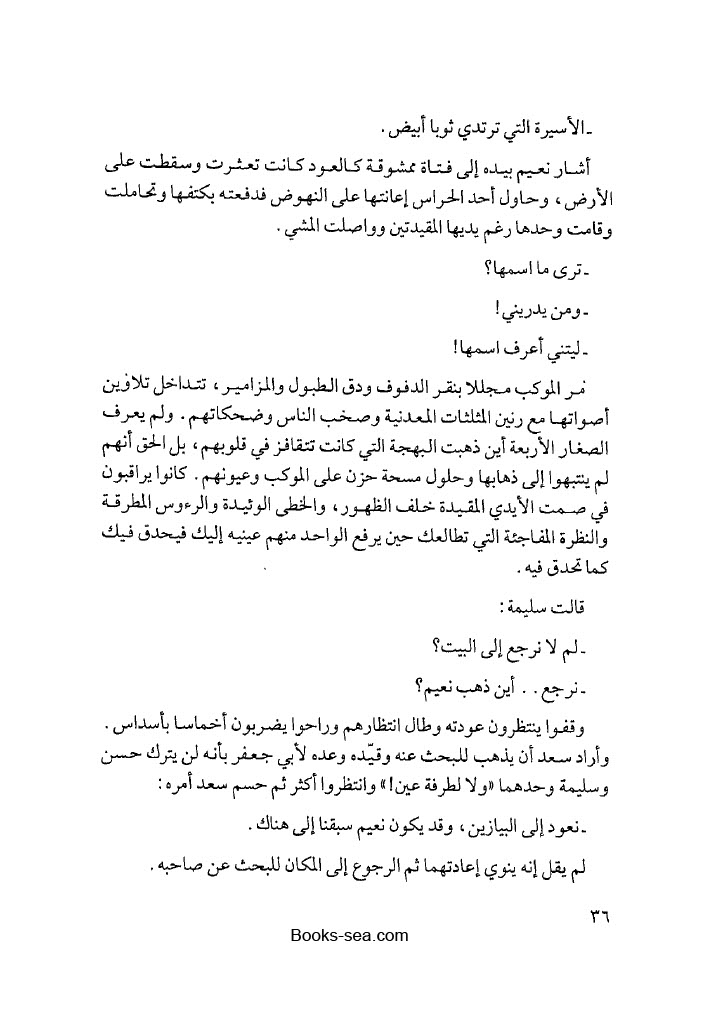 ـ الأسيرة التي ترتدي ثوبا أبيض.
أشار نعيم بيده إلى فتاة ممشوقة كالعود كانت تعثرت وسقطت على
الأرض، وحاول أحد الحراس إعانتها على النهوض فدفعته بكتفها وتحاملت
وقامت وحدها رغم يديها المقيدتين وواصلت المشي.
ـ ترى ما اسمها؟
ـ ومن يدريني!
ـ ليتني أعرف اسمها!
مَر الموكب مجللا بنقر الدفوف ودق الطبول والمزامير، تتداخل تلاوين
أصواتها مع رنين المثلثات المعدنية وصخب الناس وضحكاتهم. ولم يعرف
الصغار الأربعة أين ذهبت البهجة التي كانت تتقافز في قلوبهم، بل الحق أنهم
لم ينتبهوا إلى ذهابها وحلول مسحة حزن على الموكب وعيونهم. كانوا يراقبون
في صمت الأيدي المقيدة خلف الظهور، والخطى الوئيدة والرءوس المطرقة
والنظرة المفاجئة التي تطالعك حين يرفع الواحد منهم عينيه إليك فيحدق فيك
كما تحدق فيه.
قالت سليمة:
ـ لم لا نرجع إلى البيت؟
ـ نرجع.. أين ذهب نعيم؟
وقفوا ينتظرون عودته وطال انتظارهم وراحوا يضربون أخماسا بأسداس.
وأراد سعد أن يذهب للبحث عنه وقيّده وعده لأبي جعفر بأنه لن يترك حسن
وسليمة وحدهما «ولا لطرفة عين!» وانتظروا أكثر ثم حسم سعد أمره:
ـ نعود إلى البيازين، وقد يكون نعيم سبقنا إلى هناك.
لم يقل إنه ينوي إعادتهما ثم الرجوع إلى المكان للبحث عن صاحبه.
٣٦
Books-sea.com